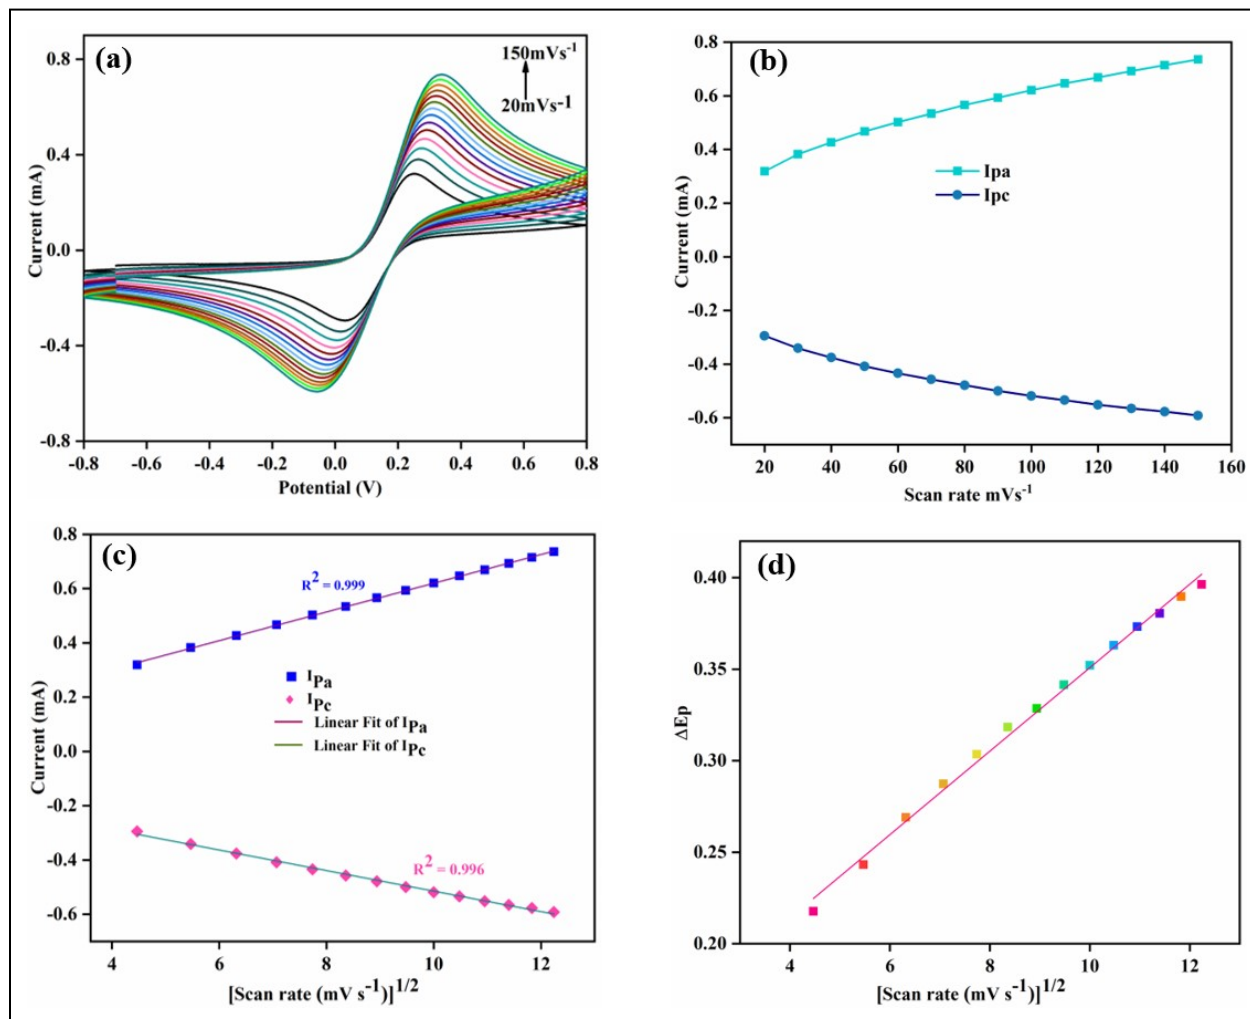 (a)
150mVs-1
20mVs-1
0.8
0.4
0.0
-0.4
-0.8
Current (mA)
-0.8 -0.6 -0.4 -0.2 0.0 0.2 0.4 0.6 0.8
Potential (V)
(b)
0.8
0.6
0.4
0.2
0.0
-0.2
-0.4
-0.6
Current (mA)
Ipa
Ipc
20 40 60 80 100 120 140 160
Scan rate mVs-1
(c)
0.8
0.6
0.4
0.2
0.0
-0.2
-0.4
-0.6
Current (mA)
R2 = 0.999
IPa
IPc
Linear Fit of IPa
Linear Fit of IPc
R2 = 0.996
4 6 8 10 12
[Scan rate (mV s-1)]1/2
(d)
0.40
0.35
0.30
0.25
0.20
ΔEp
4 6 8 10 12
[Scan rate (mV s-1)]1/2